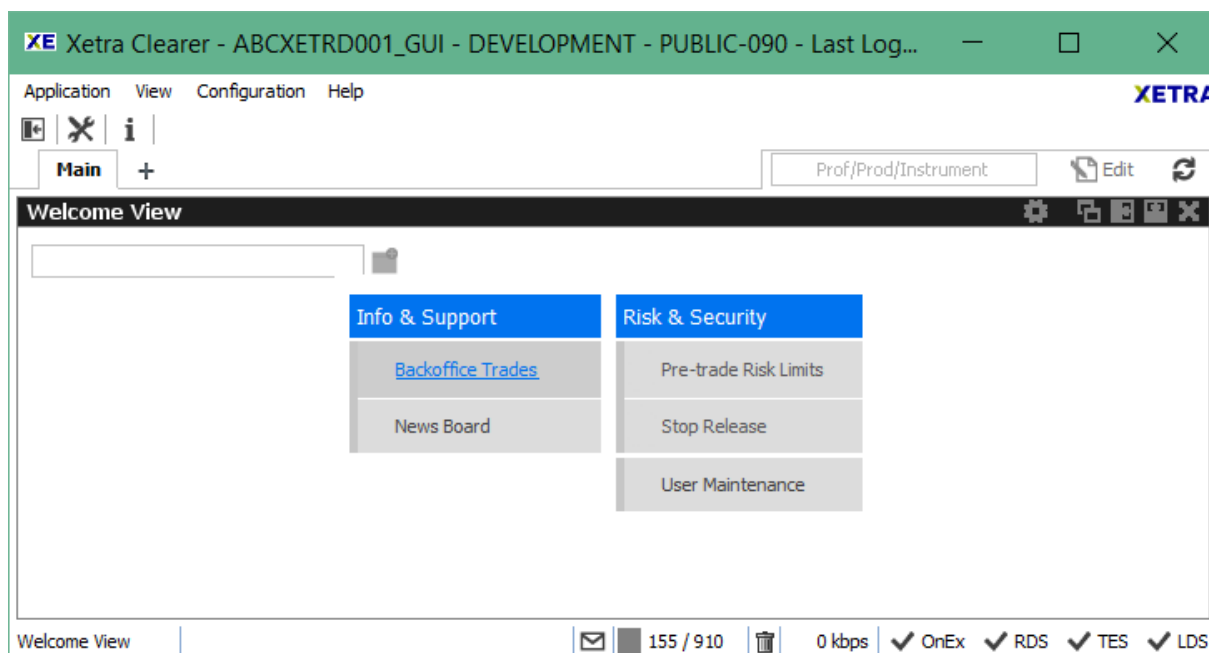 XE Xetra Clearer - ABCXETRD001_GUI - DEVELOPMENT - PUBLIC-090 - Last Log...
Application View Configuration Help
XETRA
Main + Prof/Prod/Instrument Edit
Welcome View
Info & Support Risk & Security
Backoffice Trades Pre-trade Risk Limits
News Board Stop Release
User Maintenance
Welcome View 155 / 910 0 kbps OnEx RDS TES LDS